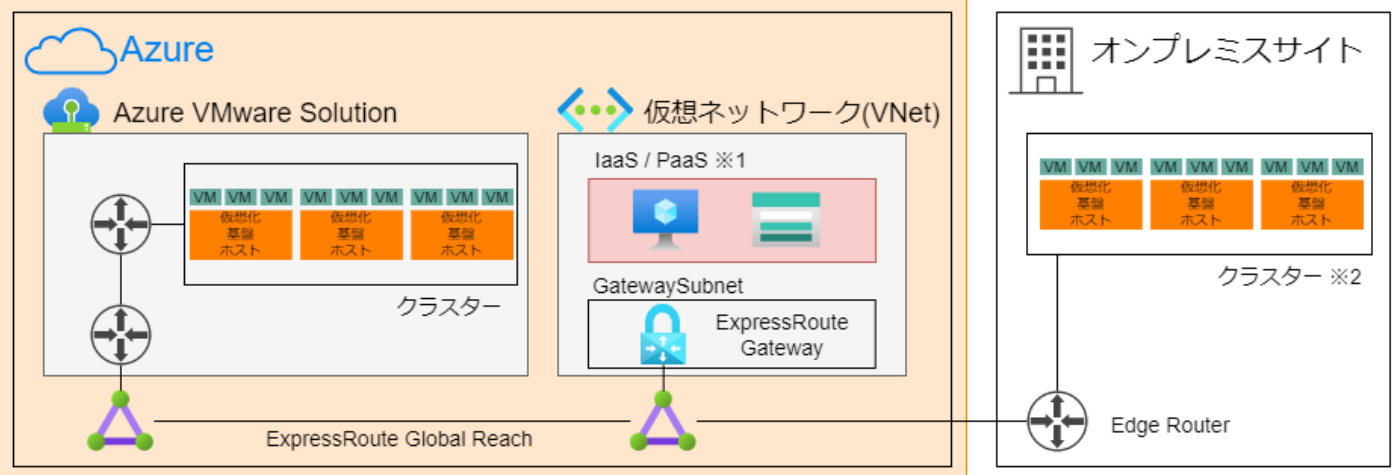 Azure
Azure VMware Solution
VM VM VM VM VM VM VM VM VM
仮想化 仮想化 仮想化
基盤 基盤 基盤
ホスト ホスト ホスト
クラスター
仮想ネットワーク(VNet)
IaaS / PaaS ※1
GatewaySubnet
ExpressRoute
Gateway
ExpressRoute Global Reach
オンプレミスサイト
VM VM VM VM VM VM VM VM VM
仮想化 仮想化 仮想化
基盤 基盤 基盤
ホスト ホスト ホスト
クラスター ※2
Edge Router